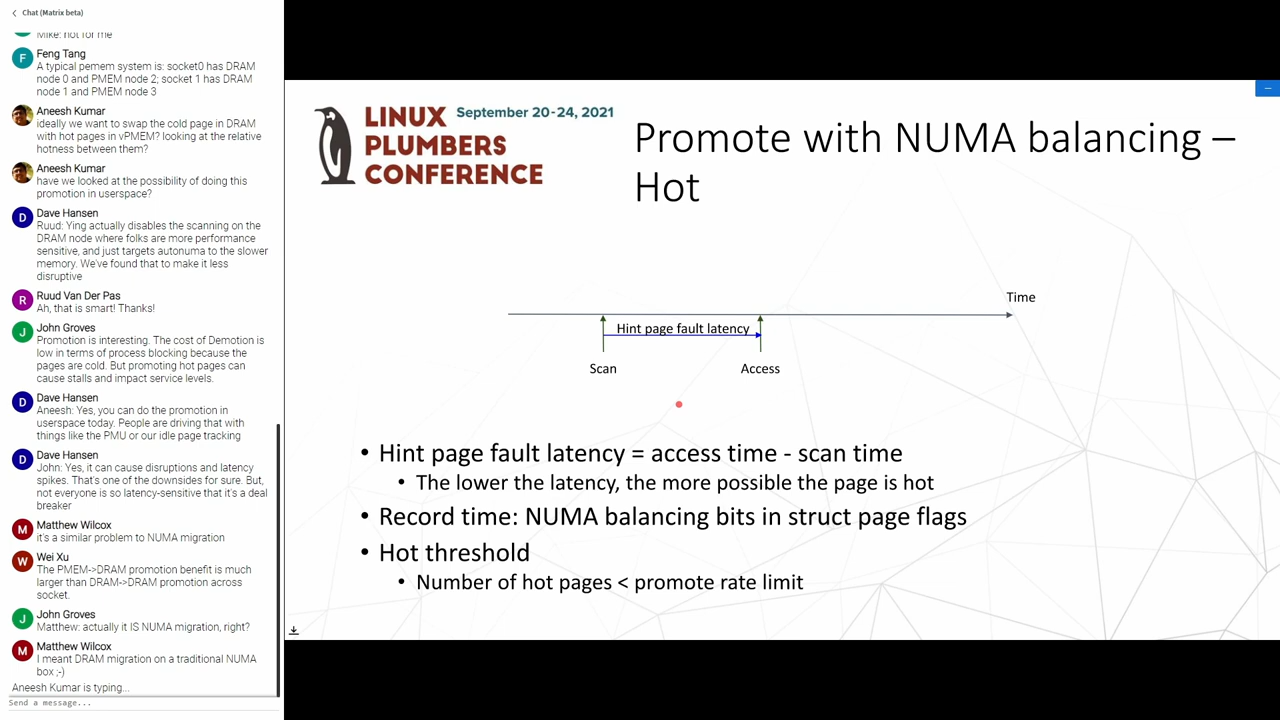 Chat (Matrix beta)
Mike: not for me
F
Feng Tang
A typical pemem system is: socket0 has DRAM
node 0 and PMEM node 2; socket 1 has DRAM
node 1 and PMEM node 3
Aneesh Kumar
ideally we want to swap the cold page in DRAM
with hot pages in vPMEM? looking at the relative
hotness between them?
Aneesh Kumar
have we looked at the possibility of doing this
promotion in userspace?
D
Dave Hansen
Ruud: Ying actually disables the scanning on the
DRAM node where folks are more performance
sensitive, and just targets autonuma to the slower
memory. We've found that to make it less
disruptive
R
Ruud Van Der Pas
Ah, that is smart! Thanks!
J
John Groves
Promotion is interesting. The cost of Demotion is
low in terms of process blocking because the
pages are cold. But promoting hot pages can
cause stalls and impact service levels.
D
Dave Hansen
Aneesh: Yes, you can do the promotion in
userspace today. People are driving that with
things like the PMU or our idle page tracking
D
Dave Hansen
John: Yes, it can cause disruptions and latency
spikes. That's one of the downsides for sure. But,
not everyone is so latency-sensitive that it's a deal
breaker
M
Matthew Wilcox
it's a similar problem to NUMA migration
W
Wei Xu
The PMEM->DRAM promotion benefit is much
larger than DRAM->DRAM promotion across
socket.
J
John Groves
Matthew: actually it IS NUMA migration, right?
M
Matthew Wilcox
I meant DRAM migration on a traditional NUMA
box ;-)
Aneesh Kumar is typing...
Send a message...
LINUX
PLUMBERS
CONFERENCE
September 20-24, 2021
Promote with NUMA balancing –
Hot
Time
Hint page fault latency
Scan
Access
• Hint page fault latency = access time - scan time
• The lower the latency, the more possible the page is hot
• Record time: NUMA balancing bits in struct page flags
• Hot threshold
• Number of hot pages < promote rate limit